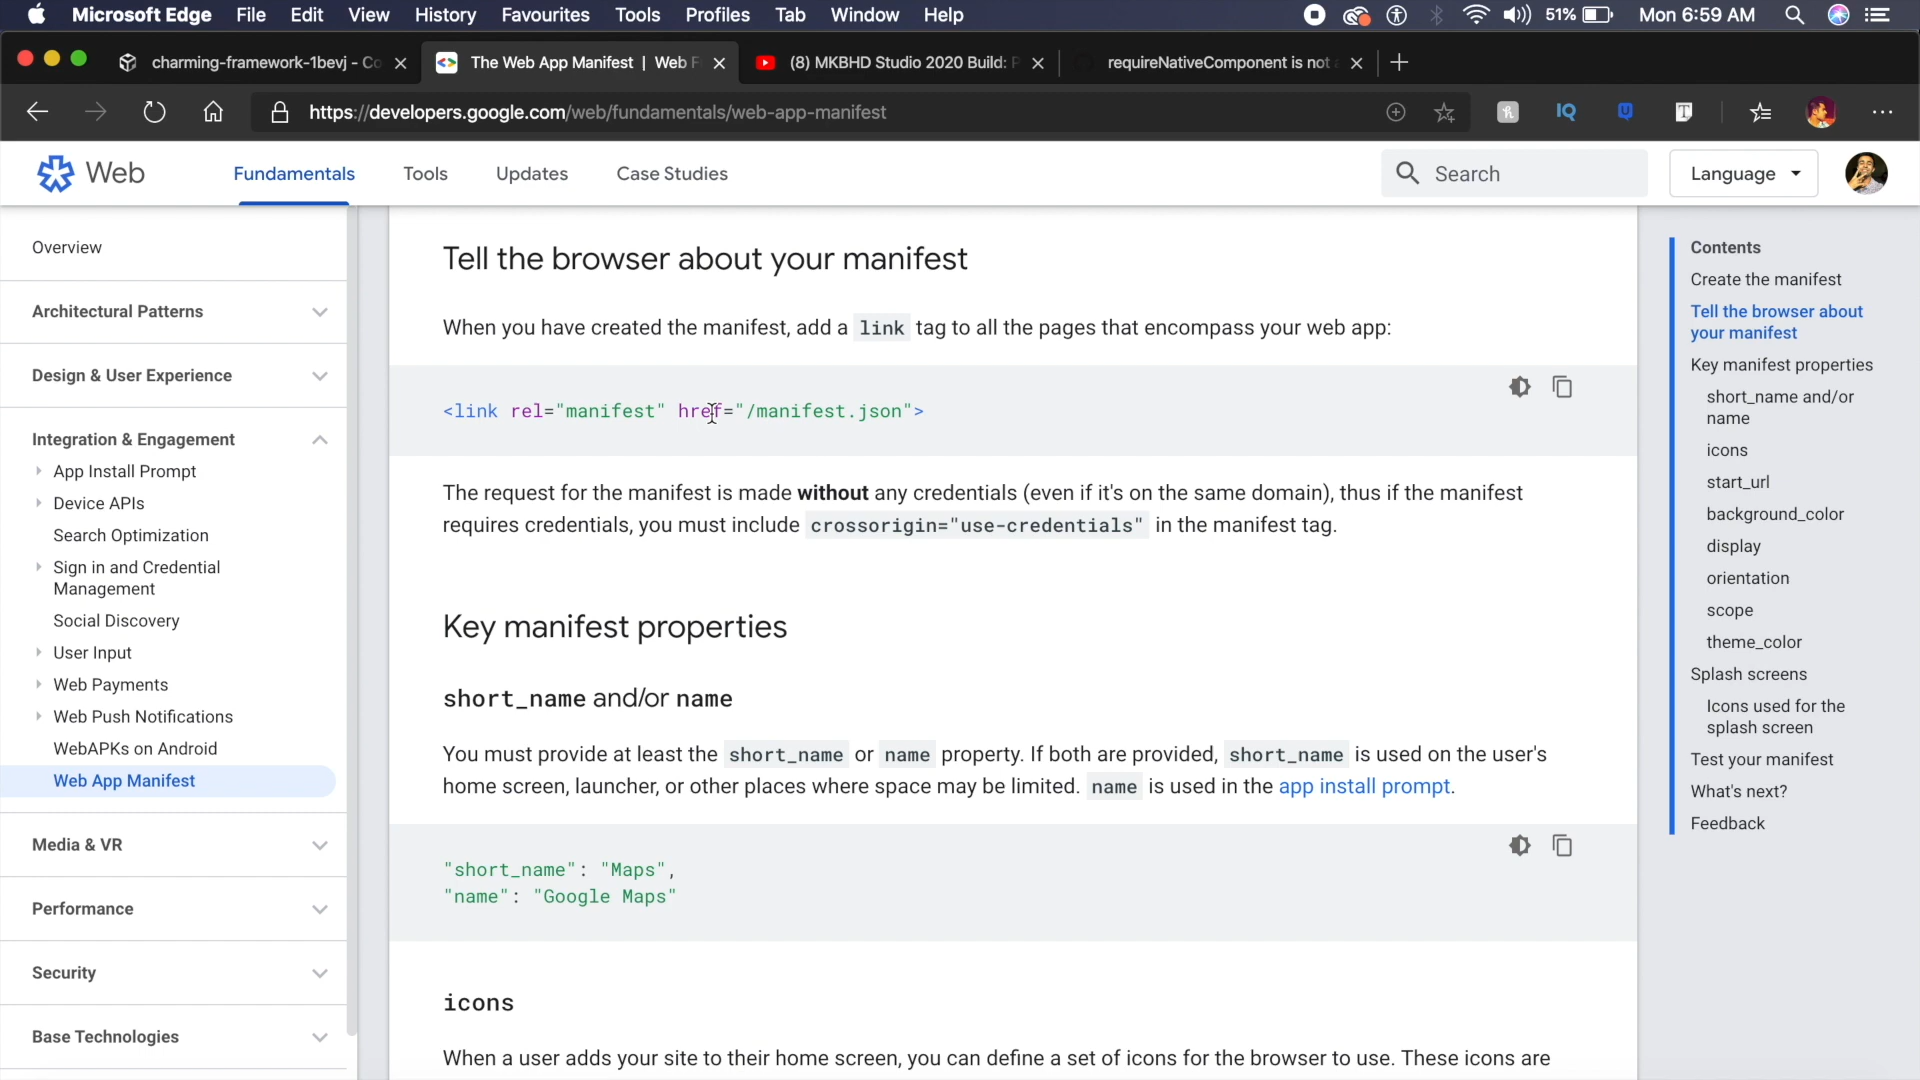 Microsoft Edge File Edit View History Favourites Tools Profiles Tab Window Help 51% Mon 6:59 AM
charming-framework-1bevj - Co The Web App Manifest | Web F (8) MKBHD Studio 2020 Build: P requireNativeComponent is not a
https://developers.google.com/web/fundamentals/web-app-manifest
Web Fundamentals Tools Updates Case Studies Search Language
Overview
Architectural Patterns
Design & User Experience
Integration & Engagement
App Install Prompt
Device APIs
Search Optimization
Sign in and Credential
Management
Social Discovery
User Input
Web Payments
Web Push Notifications
WebAPKs on Android
Web App Manifest
Media & VR
Performance
Security
Base Technologies
Tell the browser about your manifest
When you have created the manifest, add a link tag to all the pages that encompass your web app:
<link rel="manifest" href="/manifest.json">
The request for the manifest is made without any credentials (even if it's on the same domain), thus if the manifest
requires credentials, you must include crossorigin="use-credentials" in the manifest tag.
Key manifest properties
short_name and/or name
You must provide at least the short_name or name property. If both are provided, short_name is used on the user's
home screen, launcher, or other places where space may be limited. name is used in the app install prompt.
"short_name": "Maps",
"name": "Google Maps"
icons
When a user adds your site to their home screen, you can define a set of icons for the browser to use. These icons are
Contents
Create the manifest
Tell the browser about
your manifest
Key manifest properties
short_name and/or
name
icons
start_url
background_color
display
orientation
scope
theme_color
Splash screens
Icons used for the
splash screen
Test your manifest
What's next?
Feedback